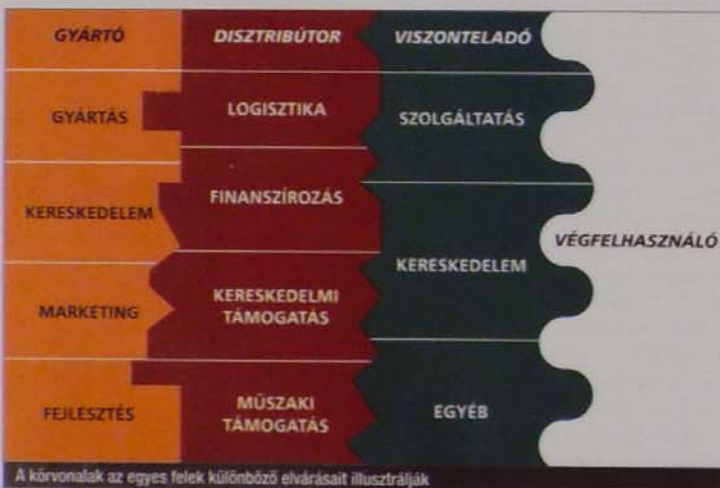 GYÁRTÓ
DISZTRIBÚTOR
VISZONTELADÓ
GYÁRTÁS
LOGISZTIKA
SZOLGÁLTATÁS
KERESKEDELEM
FINANSZÍROZÁS
VÉGFELHASZNÁLÓ
KERESKEDELEM
MARKETING
KERESKEDELMI
TÁMOGATÁS
FEJLESZTÉS
MŰSZAKI
TÁMOGATÁS
EGYÉB
A körvonalak az egyes felek különböző elvárásait illusztrálják